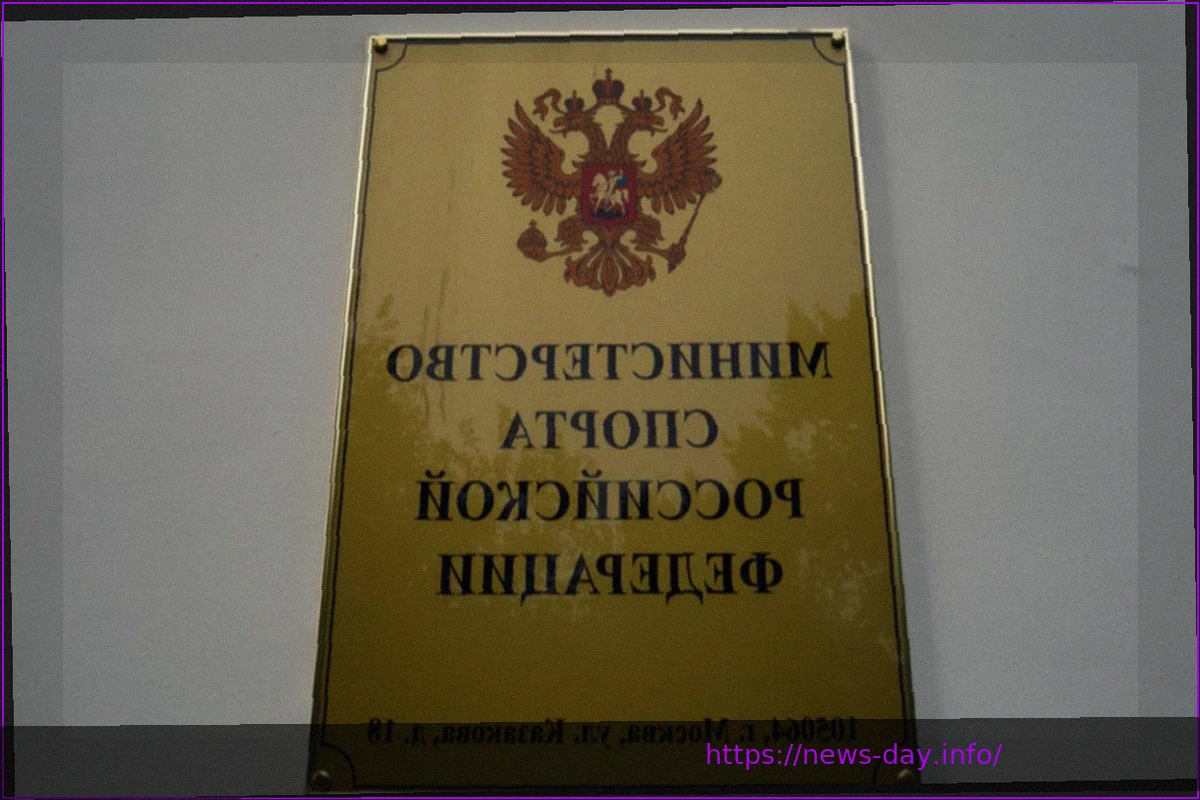 МИНИСТЕРСТВО
СПОРТА
РОССИЙСКОЙ
ФЕДЕРАЦИИ
105064, г. Москва, ул. Казакова, д. 18
https://news-day.info/